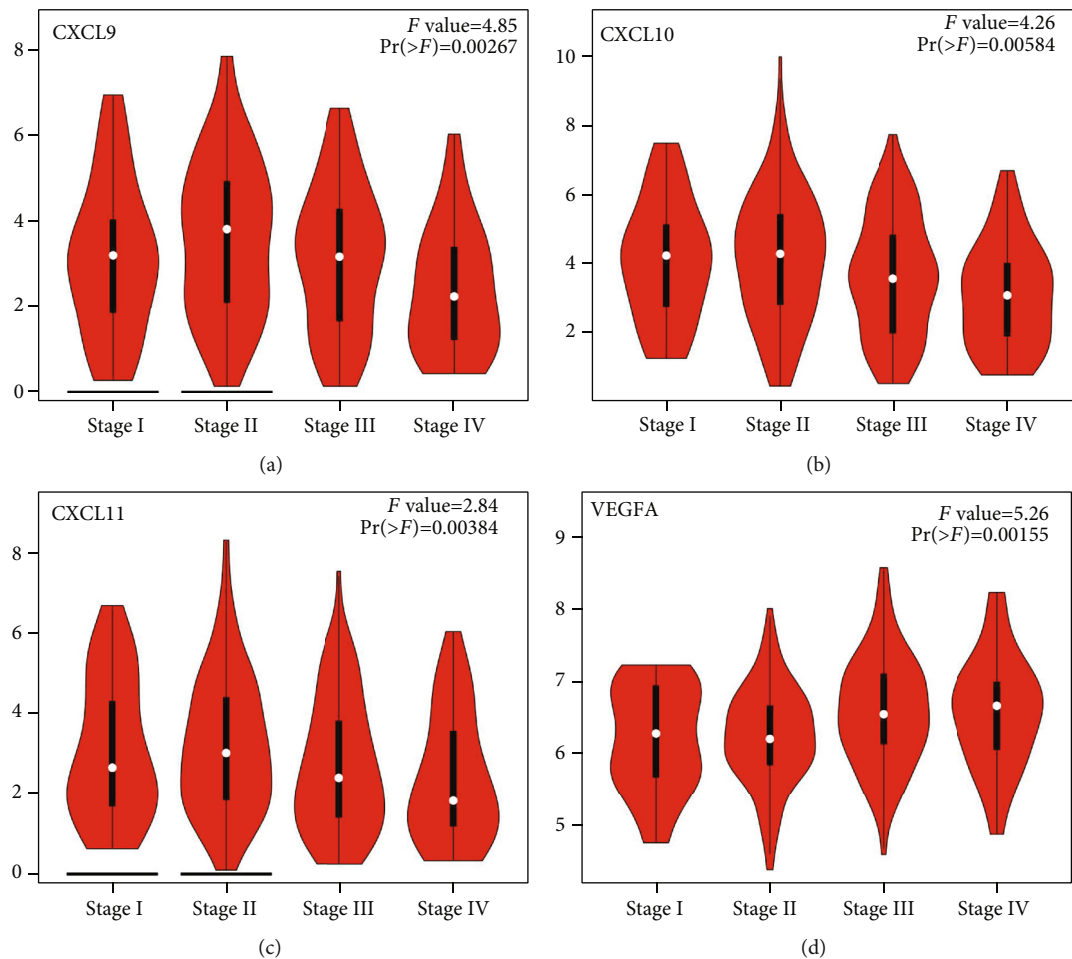 CXCL9
F value=4.85
Pr(>F)=0.00267
8
6
4
2
0
Stage I Stage II Stage III Stage IV
(a)
CXCL10
F value=4.26
Pr(>F)=0.00584
10
8
6
4
2
Stage I Stage II Stage III Stage IV
(b)
CXCL11
F value=2.84
Pr(>F)=0.00384
8
6
4
2
0
Stage I Stage II Stage III Stage IV
(c)
VEGFA
F value=5.26
Pr(>F)=0.00155
9
8
7
6
5
Stage I Stage II Stage III Stage IV
(d)